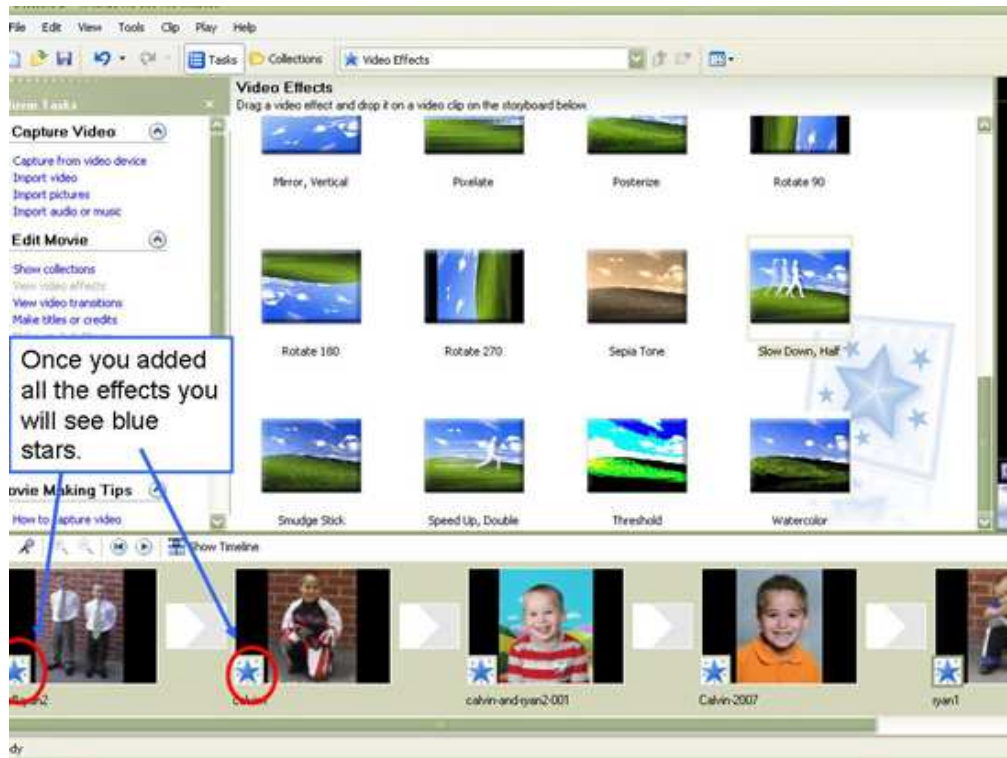 File Edit View Tools Clip Play Help
Tasks Collections Video Effects
Video Effects
Drag a video effect and drop it on a video clip on the storyboard below.
Movie Tasks
Capture Video
Capture from video device
Import video
Import pictures
Import audio or music
Edit Movie
Show collections
View video effects
View video transitions
Make titles or credits
Once you added
all the effects you
will see blue
stars.
ovie Making Tips
How to capture video
Mirror, Vertical Pixelate Posterize Rotate 90
Rotate 180 Rotate 270 Sepia Tone Slow Down, Half
Smudge Stick Speed Up, Double Threshold Watercolor
Show Timeline
calvin-and-ryan2-001 Calvin-2007 ryan1
dy